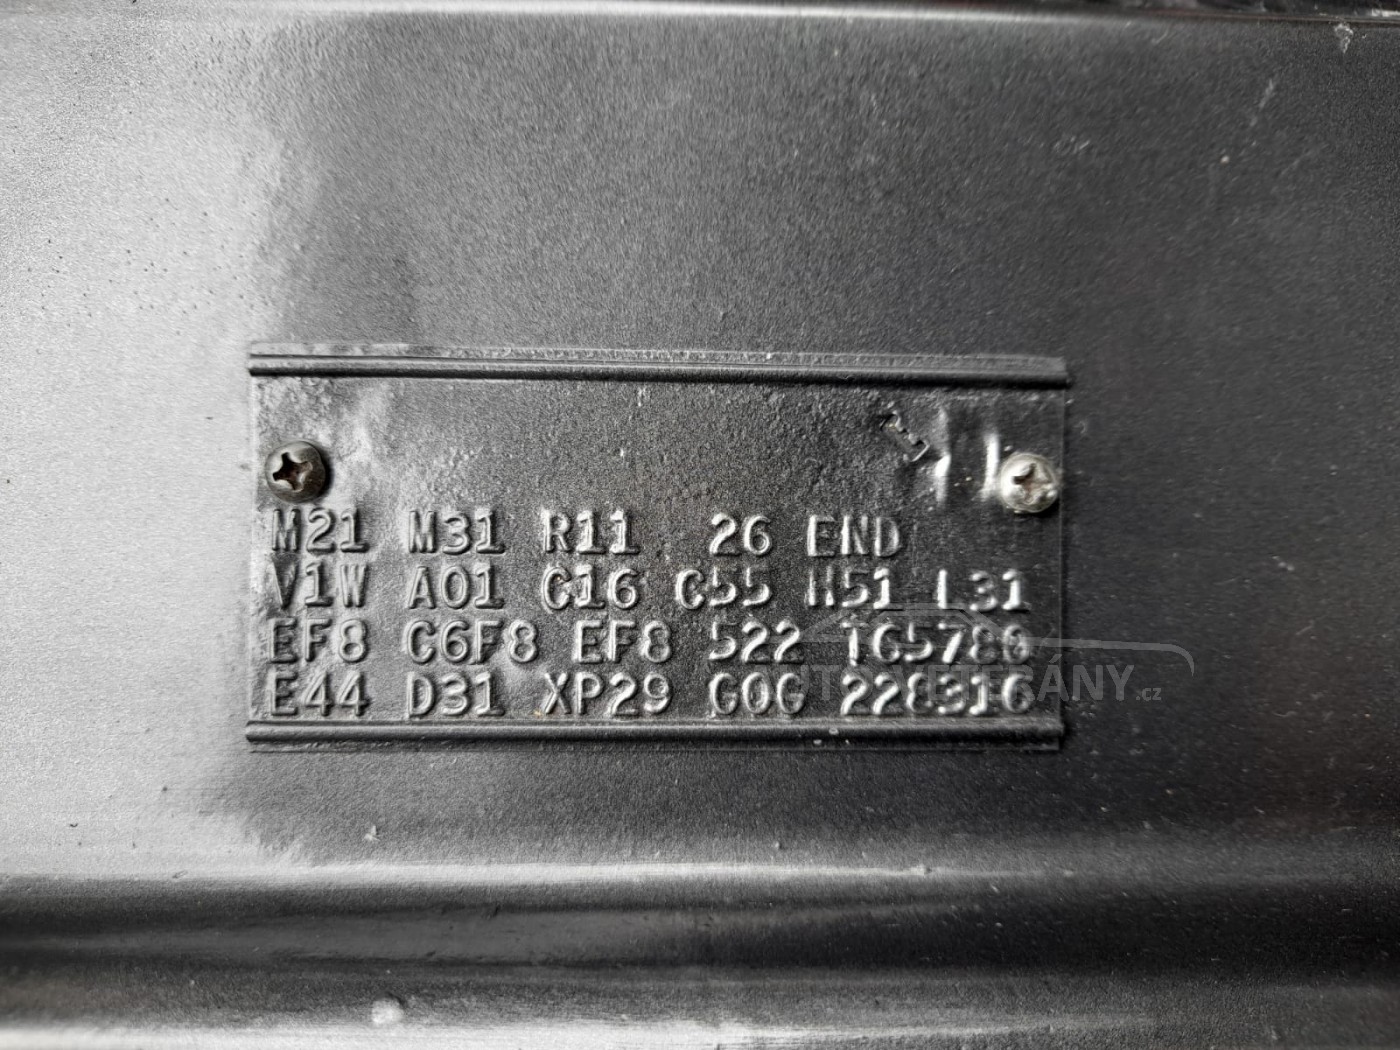 M21 M31 R11 26 END
V1W A01 C16 C55 H51 L31
EF8 C6F8 EF8 522 TC5780
E44 D31 XP29 G0G 228316